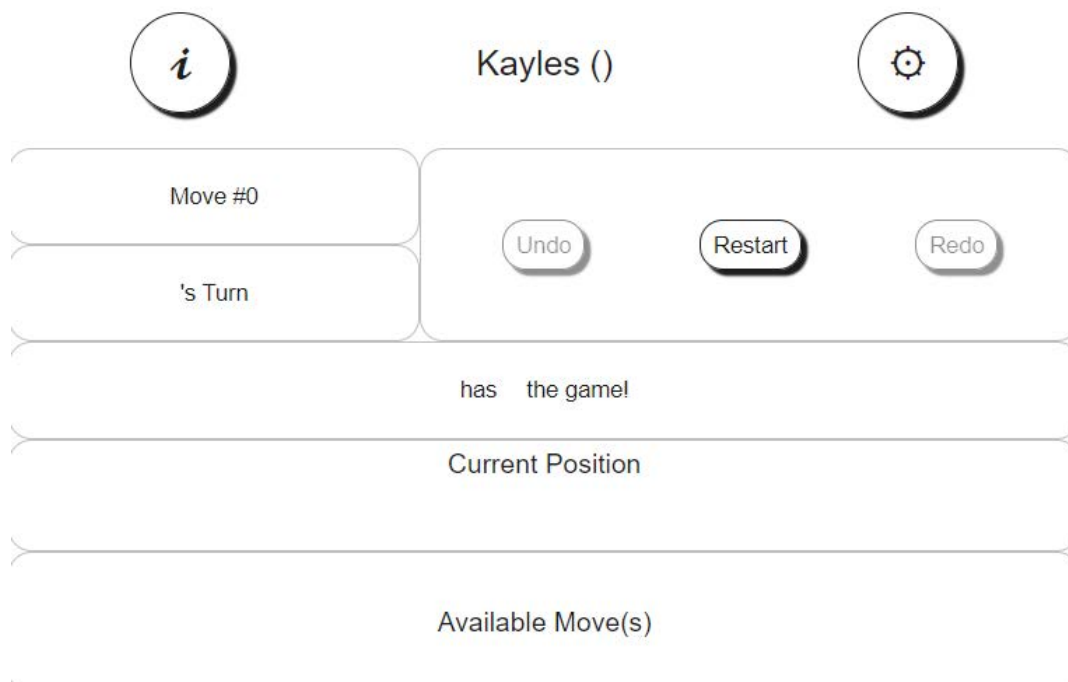 i
Kayles ()
Move #0
Undo
Restart
Redo
's Turn
has the game!
Current Position
Available Move(s)